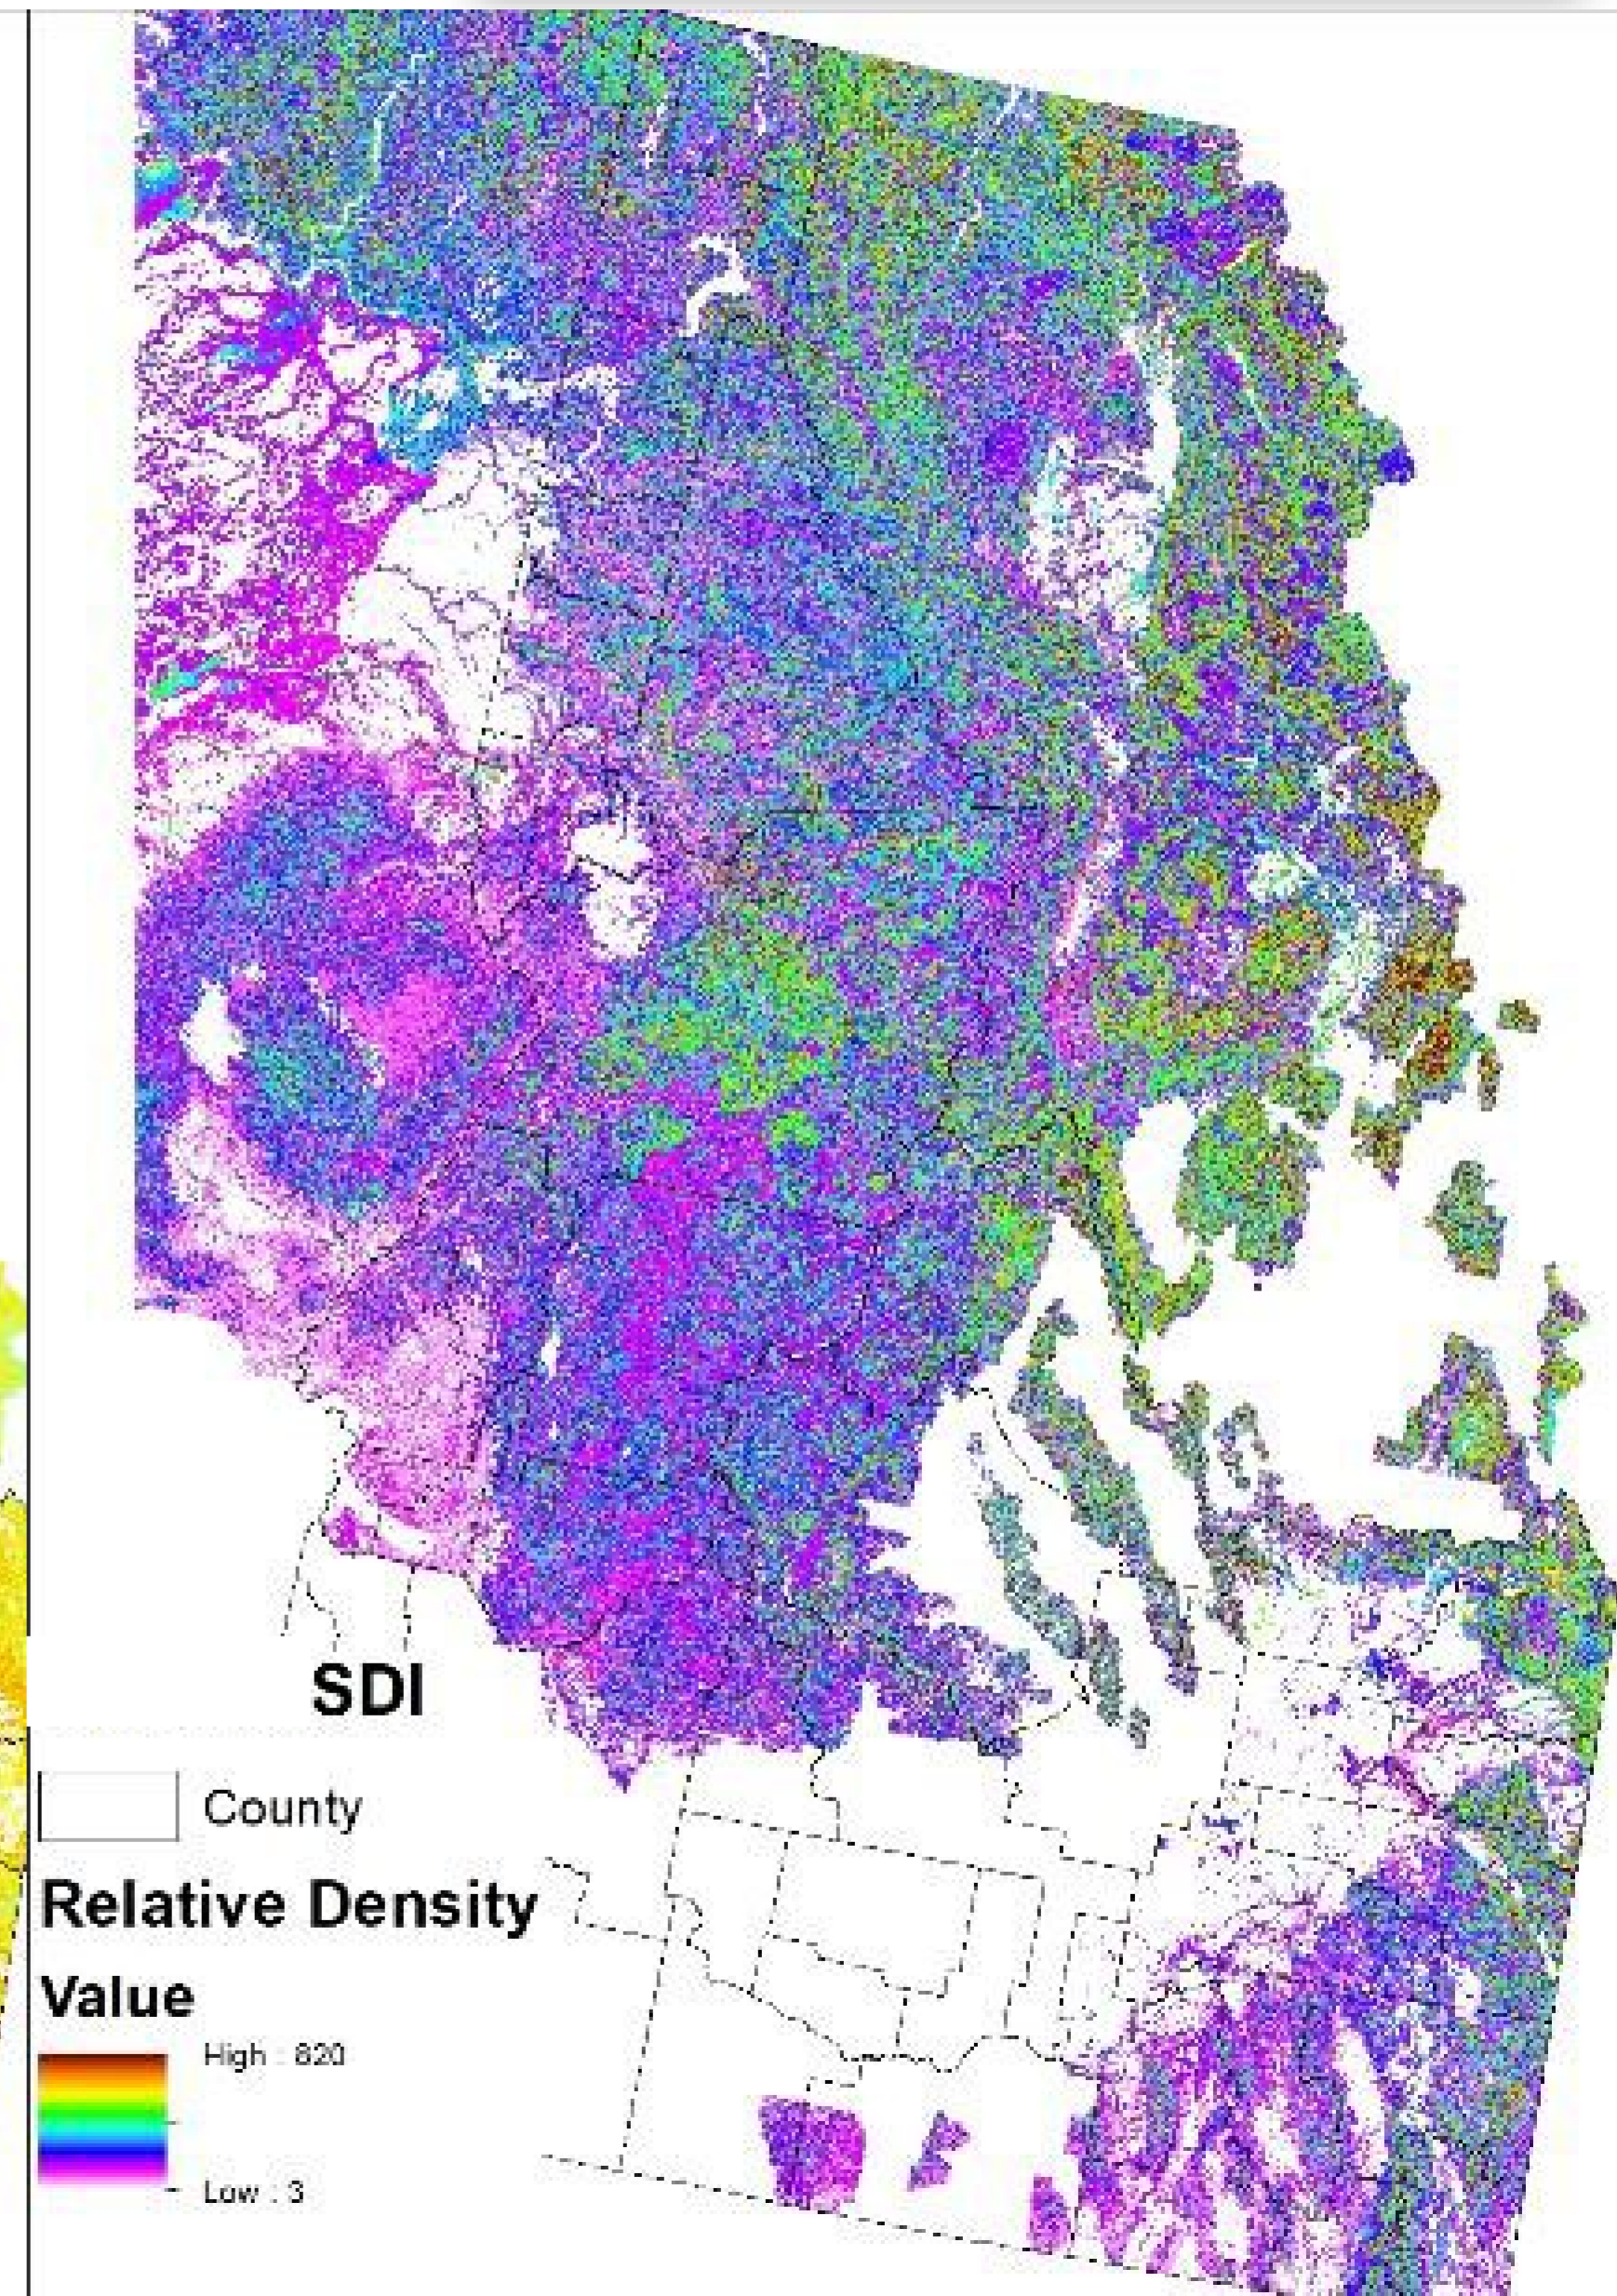 SDI
County
Relative Density
Value
High : 820
Low : 3